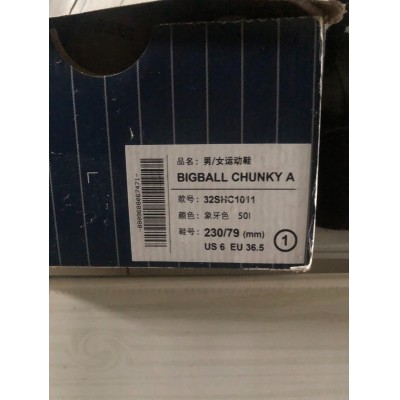 品名: 男/女运动鞋
BIGBALL CHUNKY A
款号: 32SHC1011
颜色: 象牙色 50I
鞋号: 230/79 (mm)
US 6 EU 36.5
1